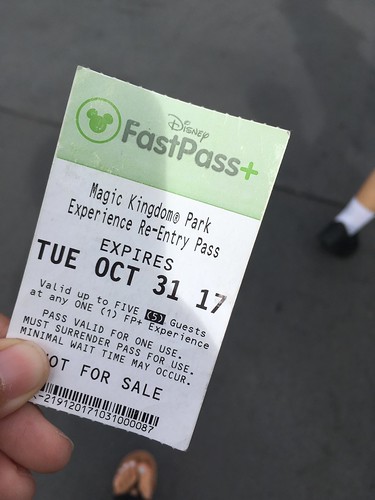 Disney
FastPass+
Magic Kingdom® Park
Experience Re-Entry Pass
EXPIRES
TUE OCT 31 17
Valid up to FIVE (5) Guests
at any ONE (1) FP+ Experience
PASS VALID FOR ONE USE.
MUST SURRENDER PASS FOR USE.
MINIMAL WAIT TIME MAY OCCUR.
NOT FOR SALE
-219120171031000087